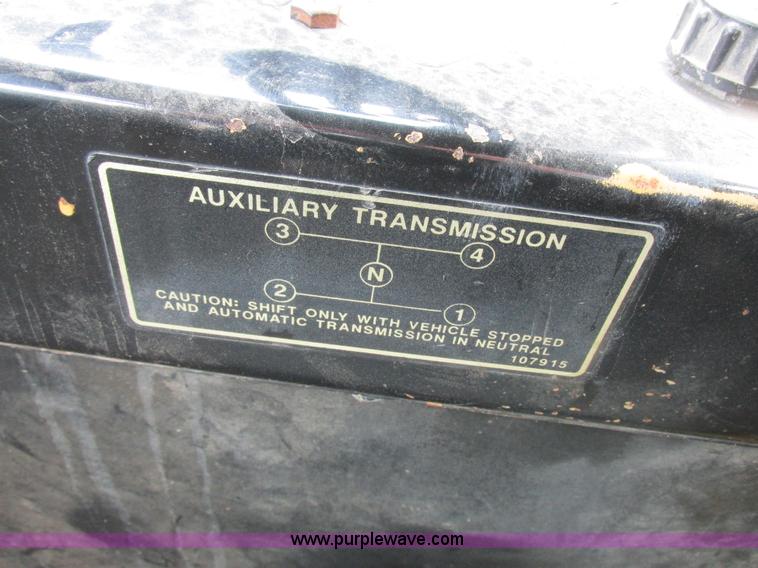 AUXILIARY TRANSMISSION
3 4
N
2 1
CAUTION: SHIFT ONLY WITH VEHICLE STOPPED
AND AUTOMATIC TRANSMISSION IN NEUTRAL
107915
www.purplewave.com